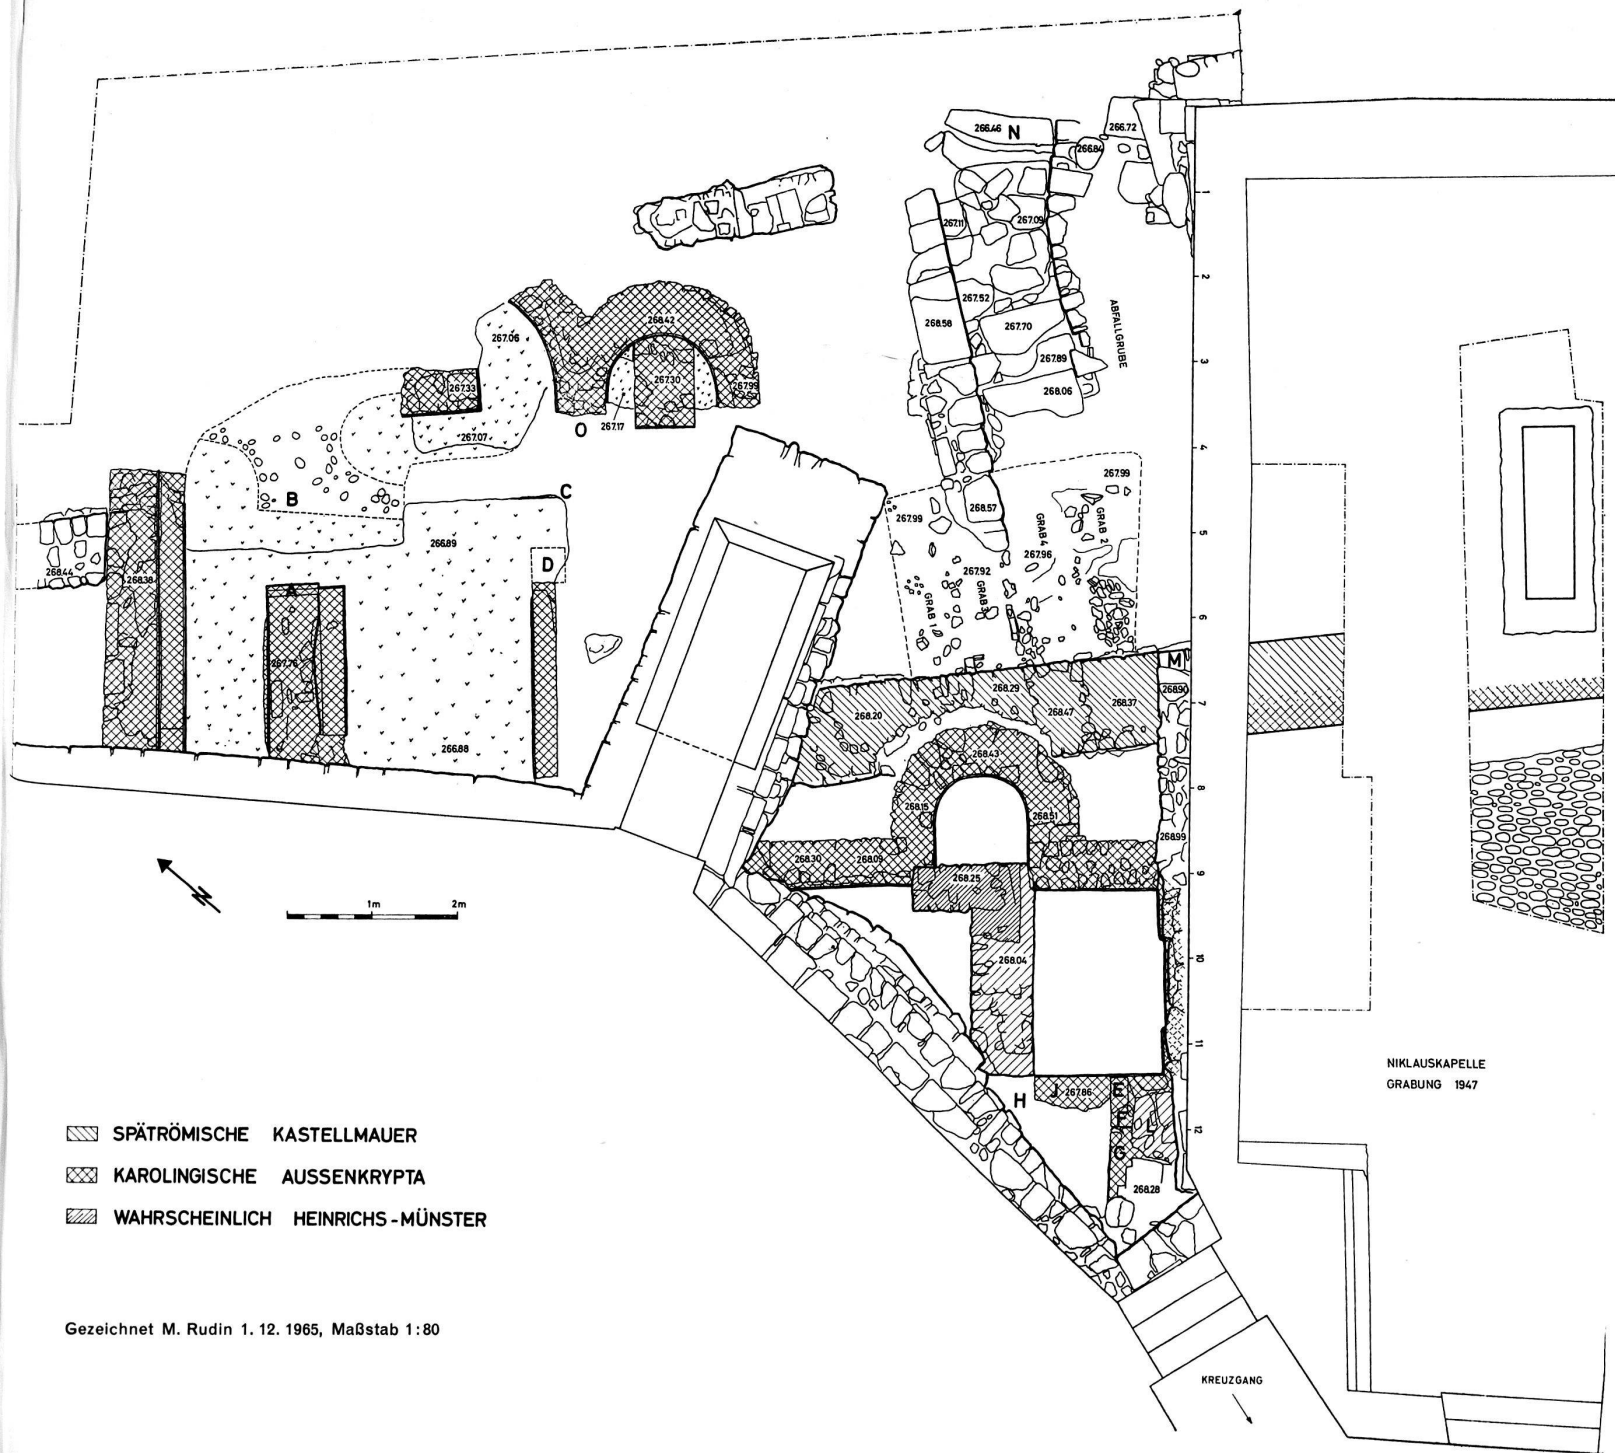 266.46
N
266.72
266.84
1
267.11
267.09
2
267.52
268.58
267.70
ABFALLGRUBE
268.42
267.06
267.89
3
267.33
267.30
267.99
268.06
O
267.17
267.07
4
267.99
B
C
268.57
267.99
GRAB 4
GRAB 2
5
266.89
267.96
D
268.44
268.38
267.92
GRAB 3
A
GRAB 1
6
267.76
M
268.29
268.90
268.20
268.47
268.37
7
266.88
268.43
8
268.15
268.51
268.99
268.30
268.09
9
268.25
N
1m
2m
268.04
10
11
NIKLAUSKAPELLE
GRABUNG 1947
H
J
267.86
E
F
L
12
G
268.28
SPÄTRÖMISCHE KASTELLMAUER
KAROLINGISCHE AUSSENKRYPTA
WAHRSCHEINLICH HEINRICHS-MÜNSTER
Gezeichnet M. Rudin 1. 12. 1965, Maßstab 1:80
KREUZGANG